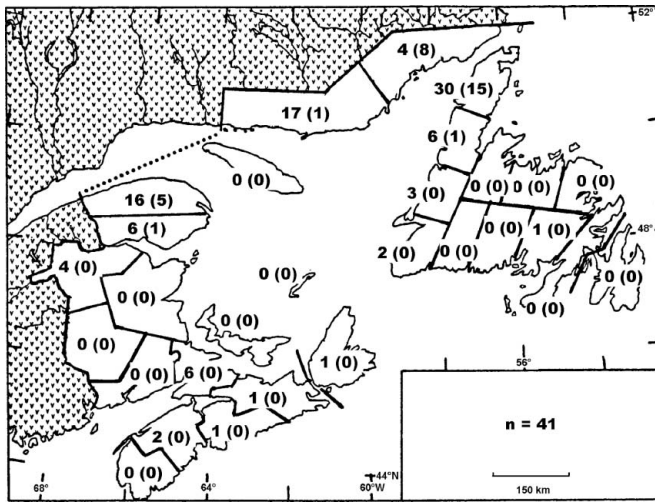 52°
4 (8)
30 (15)
17 (1)
6 (1)
0 (0)
0 (0) 0 (0) 0 (0)
3 (0)
16 (5)
6 (1)
0 (0) 1 (0) 48°
2 (0) 0 (0)
4 (0)
0 (0) 0 (0)
0 (0) 0 (0)
0 (0)
0 (0)
1 (0) 56°
0 (0) 6 (0)
1 (0)
n = 41
2 (0) 1 (0)
0 (0)
68° 64° 60°W 44°N
150 km